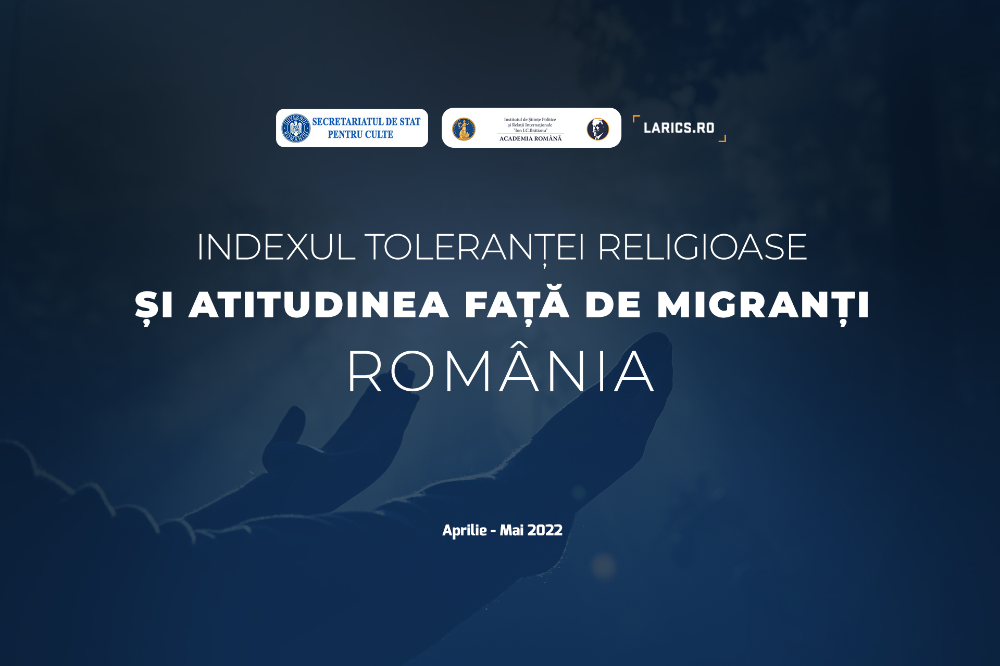 GUVERNUL ROMÂNIEI
SECRETARIATUL DE STAT
PENTRU CULTE
Institutul de Științe Politice
și Relații Internaționale
"Ion I.C.Brătianu"
ACADEMIA ROMÂNĂ
LARICS.RO
INDEXUL TOLERANȚEI RELIGIOASE
ȘI ATITUDINEA FAȚĂ DE MIGRANȚI
ROMÂNIA
Aprilie - Mai 2022